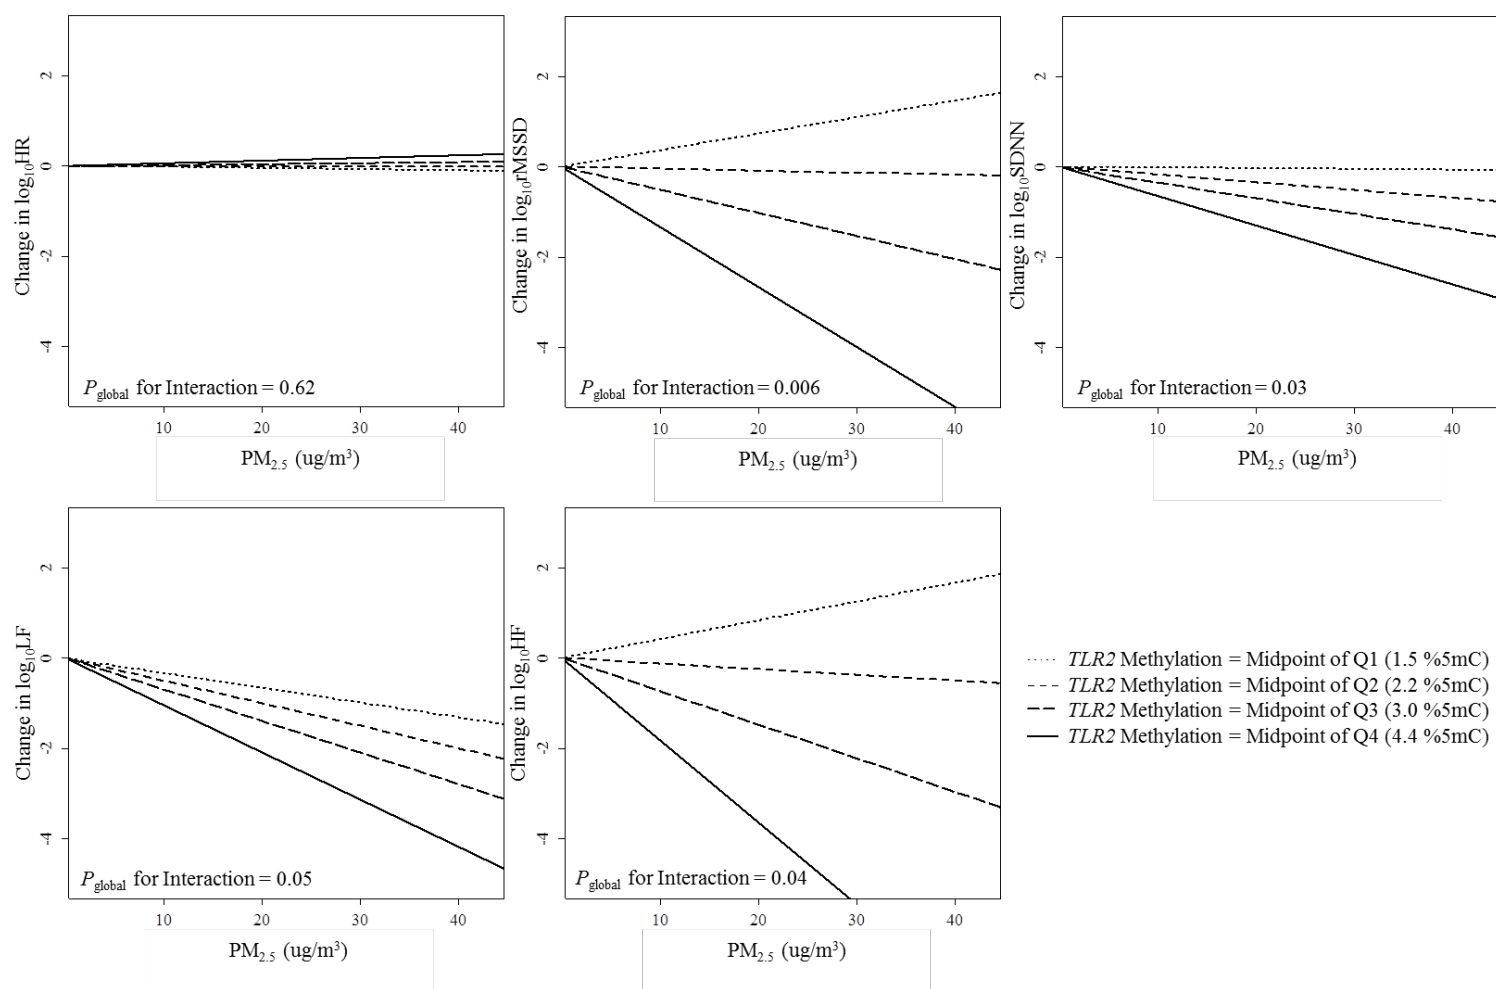 Change in log10HR
2
0
-2
-4
Pglobal for Interaction = 0.62
10 20 30 40
PM2.5 (ug/m3)
Change in log10rMSSD
2
0
-2
-4
Pglobal for Interaction = 0.006
10 20 30 40
PM2.5 (ug/m3)
Change in log10SDNN
2
0
-2
-4
Pglobal for Interaction = 0.03
10 20 30 40
PM2.5 (ug/m3)
Change in log10LF
2
0
-2
-4
Pglobal for Interaction = 0.05
10 20 30 40
PM2.5 (ug/m3)
Change in log10HF
2
0
-2
-4
Pglobal for Interaction = 0.04
10 20 30 40
PM2.5 (ug/m3)
TLR2 Methylation = Midpoint of Q1 (1.5 %5mC)
TLR2 Methylation = Midpoint of Q2 (2.2 %5mC)
TLR2 Methylation = Midpoint of Q3 (3.0 %5mC)
TLR2 Methylation = Midpoint of Q4 (4.4 %5mC)